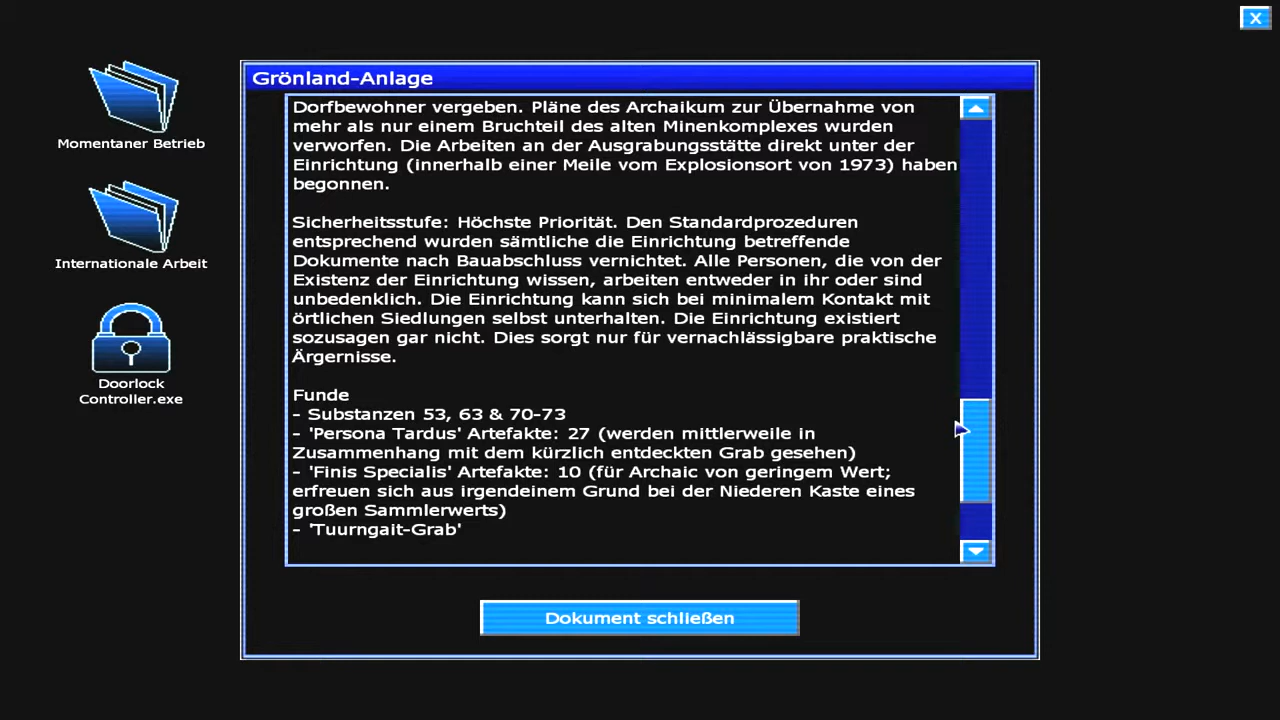 X
Grönland-Anlage
Momentaner Betrieb
Internationale Arbeit
Doorlock
Controller.exe
Dorfbewohner vergeben. Pläne des Archaikum zur Übernahme von
mehr als nur einem Bruchteil des alten Minenkomplexes wurden
verworfen. Die Arbeiten an der Ausgrabungsstätte direkt unter der
Einrichtung (innerhalb einer Meile vom Explosionsort von 1973) haben
begonnen.
Sicherheitsstufe: Höchste Priorität. Den Standardprozeduren
entsprechend wurden sämtliche die Einrichtung betreffende
Dokumente nach Bauabschluss vernichtet. Alle Personen, die von der
Existenz der Einrichtung wissen, arbeiten entweder in ihr oder sind
unbedenklich. Die Einrichtung kann sich bei minimalem Kontakt mit
örtlichen Siedlungen selbst unterhalten. Die Einrichtung existiert
sozusagen gar nicht. Dies sorgt nur für vernachlässigbare praktische
Ärgernisse.
Funde
- Substanzen 53, 63 & 70-73
- 'Persona Tardus' Artefakte: 27 (werden mittlerweile in
Zusammenhang mit dem kürzlich entdeckten Grab gesehen)
- 'Finis Specialis' Artefakte: 10 (für Archaic von geringem Wert;
erfreuen sich aus irgendeinem Grund bei der Niederen Kaste eines
großen Sammlerwerts)
- 'Tuurngait-Grab'
Dokument schließen